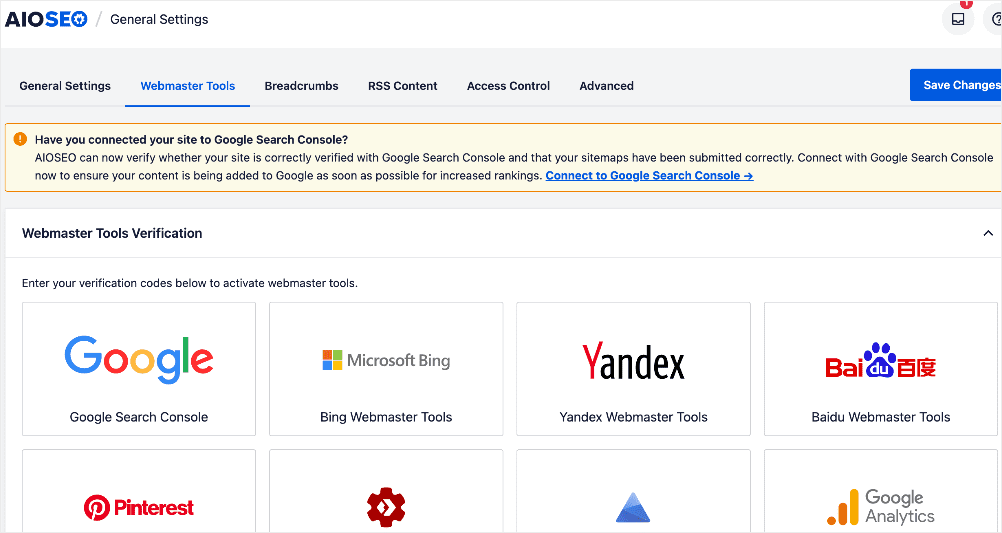 AIOSEO / General Settings
1
General Settings Webmaster Tools Breadcrumbs RSS Content Access Control Advanced Save Changes
Have you connected your site to Google Search Console?
AIOSEO can now verify whether your site is correctly verified with Google Search Console and that your sitemaps have been submitted correctly. Connect with Google Search Console
now to ensure your content is being added to Google as soon as possible for increased rankings. Connect to Google Search Console →
Webmaster Tools Verification
Enter your verification codes below to activate webmaster tools.
Google Microsoft Bing Yandex Bai du 百度
Google Search Console Bing Webmaster Tools Yandex Webmaster Tools Baidu Webmaster Tools
Pinterest Google
Analytics